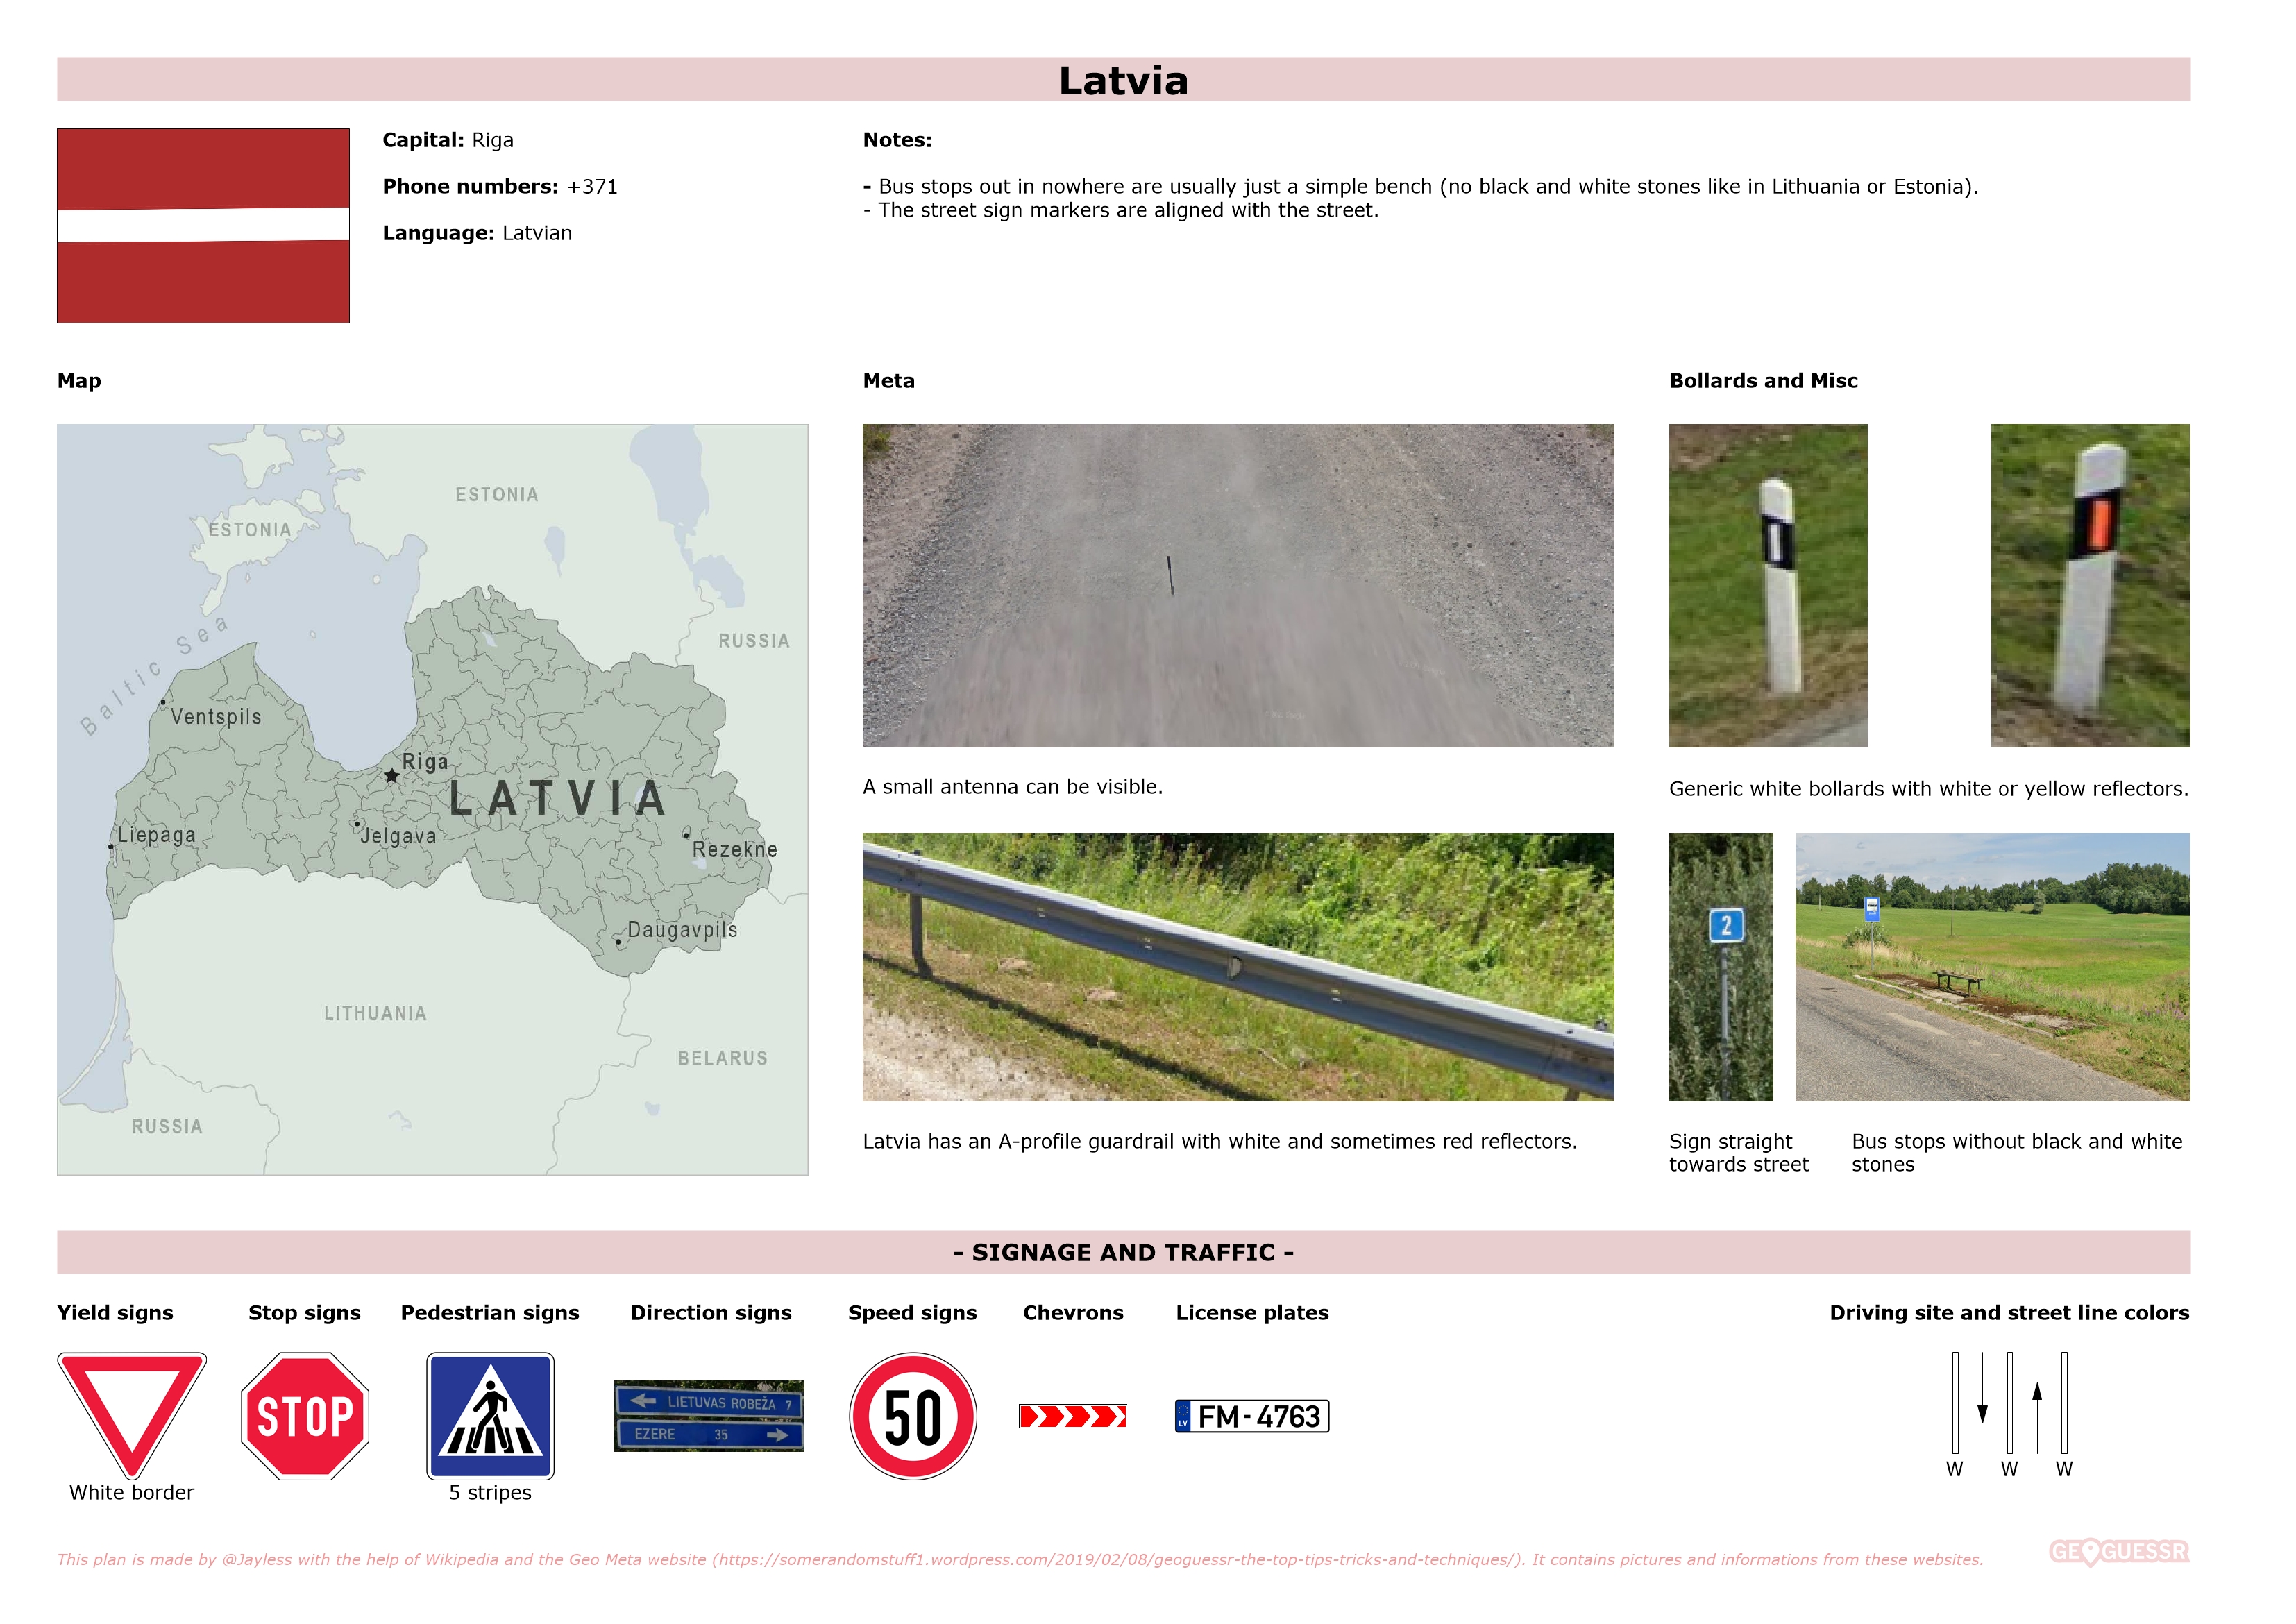 Latvia
Capital: Riga
Phone numbers: +371
Language: Latvian
Notes:
- Bus stops out in nowhere are usually just a simple bench (no black and white stones like in Lithuania or Estonia).
- The street sign markers are aligned with the street.
Map
ESTONIA
ESTONIA
RUSSIA
Baltic Sea
Ventspils
Riga
LATVIA
Liepaga
Jelgava
Rezekne
Daugavpils
LITHUANIA
BELARUS
RUSSIA
Meta
A small antenna can be visible.
Latvia has an A-profile guardrail with white and sometimes red reflectors.
Bollards and Misc
Generic white bollards with white or yellow reflectors.
2
Sign straight
towards street
Bus stops without black and white
stones
- SIGNAGE AND TRAFFIC -
Yield signs
White border
Stop signs
STOP
Pedestrian signs
5 stripes
Direction signs
LIETUVAS ROBEŽA 7
EZERE 35
Speed signs
50
Chevrons
License plates
LV FM-4763
Driving site and street line colors
W W W
This plan is made by @Jayless with the help of Wikipedia and the Geo Meta website (https://somerandomstuff1.wordpress.com/2019/02/08/geoguessr-the-top-tips-tricks-and-techniques/). It contains pictures and informations from these websites.
GEOGUESSR